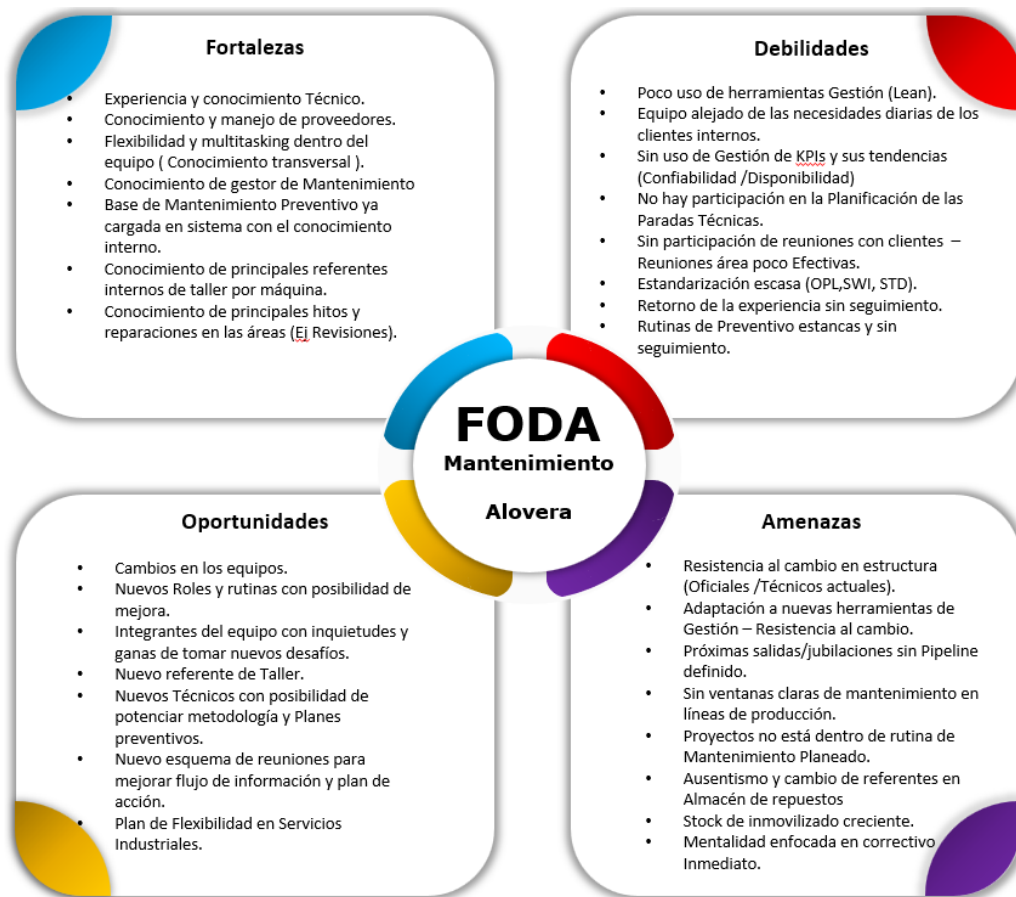 Fortalezas
• Experiencia y conocimiento Técnico.
• Conocimiento y manejo de proveedores.
• Flexibilidad y multitasking dentro del
equipo ( Conocimiento transversal ).
• Conocimiento de gestor de Mantenimiento
• Base de Mantenimiento Preventivo ya
cargada en sistema con el conocimiento
interno.
• Conocimiento de principales referentes
internos de taller por máquina.
• Conocimiento de principales hitos y
reparaciones en las áreas (Ej Revisiones).
Debilidades
• Poco uso de herramientas Gestión (Lean).
• Equipo alejado de las necesidades diarias de los
clientes internos.
• Sin uso de Gestión de KPIs y sus tendencias
(Confiabilidad /Disponibilidad)
• No hay participación en la Planificación de las
Paradas Técnicas.
• Sin participación de reuniones con clientes –
Reuniones área poco Efectivas.
• Estandarización escasa (OPL,SWI, STD).
• Retorno de la experiencia sin seguimiento.
• Rutinas de Preventivo estancas y sin
seguimiento.
FODA
Mantenimiento
Alovera
Oportunidades
• Cambios en los equipos.
• Nuevos Roles y rutinas con posibilidad de
mejora.
• Integrantes del equipo con inquietudes y
ganas de tomar nuevos desafíos.
• Nuevo referente de Taller.
• Nuevos Técnicos con posibilidad de
potenciar metodología y Planes
preventivos.
• Nuevo esquema de reuniones para
mejorar flujo de información y plan de
acción.
• Plan de Flexibilidad en Servicios
Industriales.
Amenazas
• Resistencia al cambio en estructura
(Oficiales /Técnicos actuales).
• Adaptación a nuevas herramientas de
Gestión – Resistencia al cambio.
• Próximas salidas/jubilaciones sin Pipeline
definido.
• Sin ventanas claras de mantenimiento en
líneas de producción.
• Proyectos no está dentro de rutina de
Mantenimiento Planeado.
• Ausentismo y cambio de referentes en
Almacén de repuestos
• Stock de inmovilizado creciente.
• Mentalidad enfocada en correctivo
Inmediato.